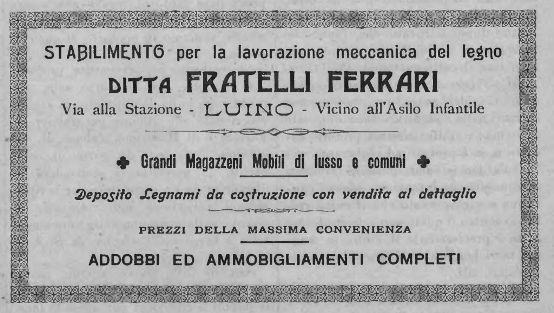 STABILIMENTO per la lavorazione meccanica del legno
DITTA FRATELLI FERRARI
Via alla Stazione - LUINO - Vicino all'Asilo Infantile
Grandi Magazzeni Mobili di lusso e comuni
Deposito Legnami da costruzione con vendita al dettaglio
PREZZI DELLA MASSIMA CONVENIENZA
ADDOBBI ED AMMOBIGLIAMENTI COMPLETI